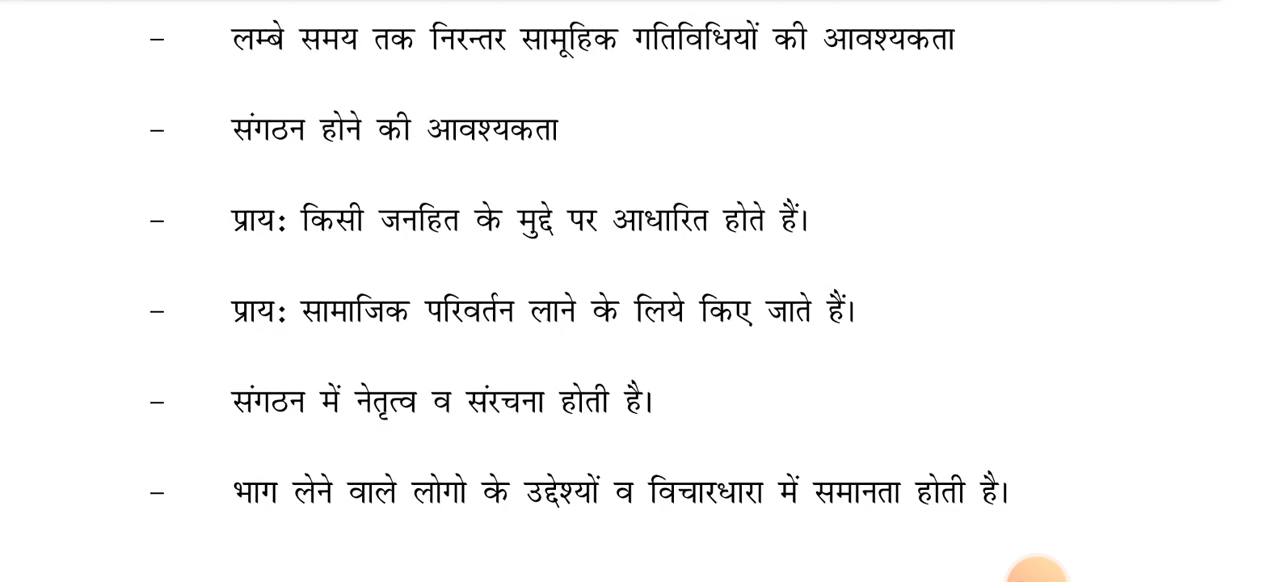 – लम्बे समय तक निरन्तर सामूहिक गतिविधियों की आवश्यकता
– संगठन होने की आवश्यकता
– प्राय: किसी जनहित के मुद्दे पर आधारित होते हैं।
– प्राय: सामाजिक परिवर्तन लाने के लिये किए जाते हैं।
– संगठन में नेतृत्व व संरचना होती है।
– भाग लेने वाले लोगो के उद्देश्यों व विचारधारा में समानता होती है।